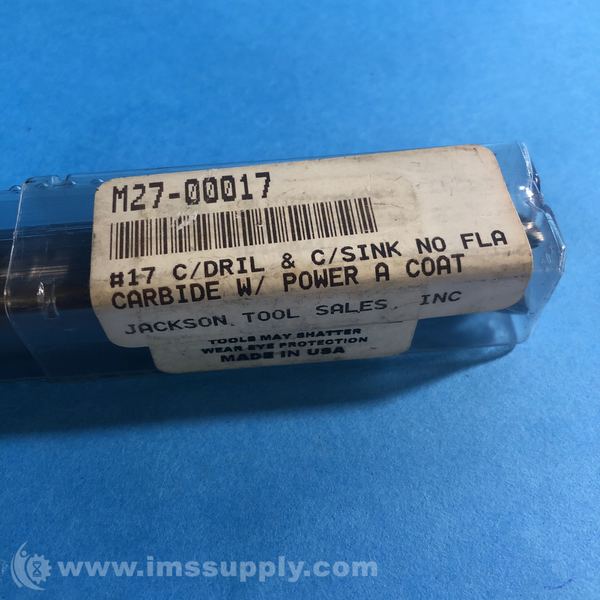 M27-00017
#17 C/DRIL & C/SINK NO FLA
CARBIDE W/ POWER A COAT
JACKSON TOOL SALES, INC
TOOLS MAY SHATTER
WEAR EYE PROTECTION
MADE IN USA
www.imssupply.com